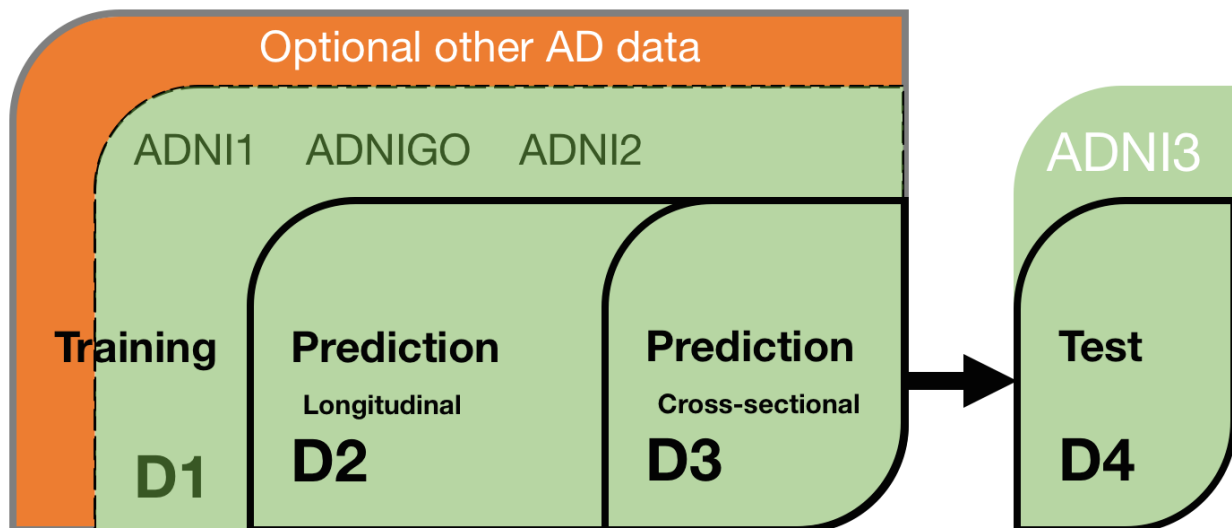 Optional other AD data
ADNI1 ADNIGO ADNI2
ADNI3
Training
Prediction
Longitudinal
Prediction
Cross-sectional
Test
D1
D2
D3
D4